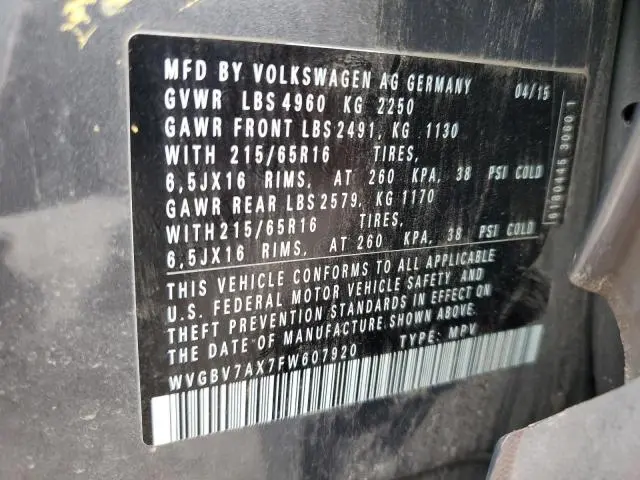 MFD BY VOLKSWAGEN AG GERMANY 04/15
GVWR LBS 4960 KG 2250
GAWR FRONT LBS 2491, KG 1130
WITH 215/65R16 TIRES,
6,5JX16 RIMS, AT 260 KPA, 38 PSI COLD
GAWR REAR LBS 2579, KG 1170
WITH 215/65R16 TIRES,
6,5JX16 RIMS, AT 260 KPA, 38 PSI COLD
THIS VEHICLE CONFORMS TO ALL APPLICABLE
U.S. FEDERAL MOTOR VEHICLE SAFETY AND
THEFT PREVENTION STANDARDS IN EFFECT ON
THE DATE OF MANUFACTURE SHOWN ABOVE.
WVGBV7AX7FW607920 TYPE: MPV